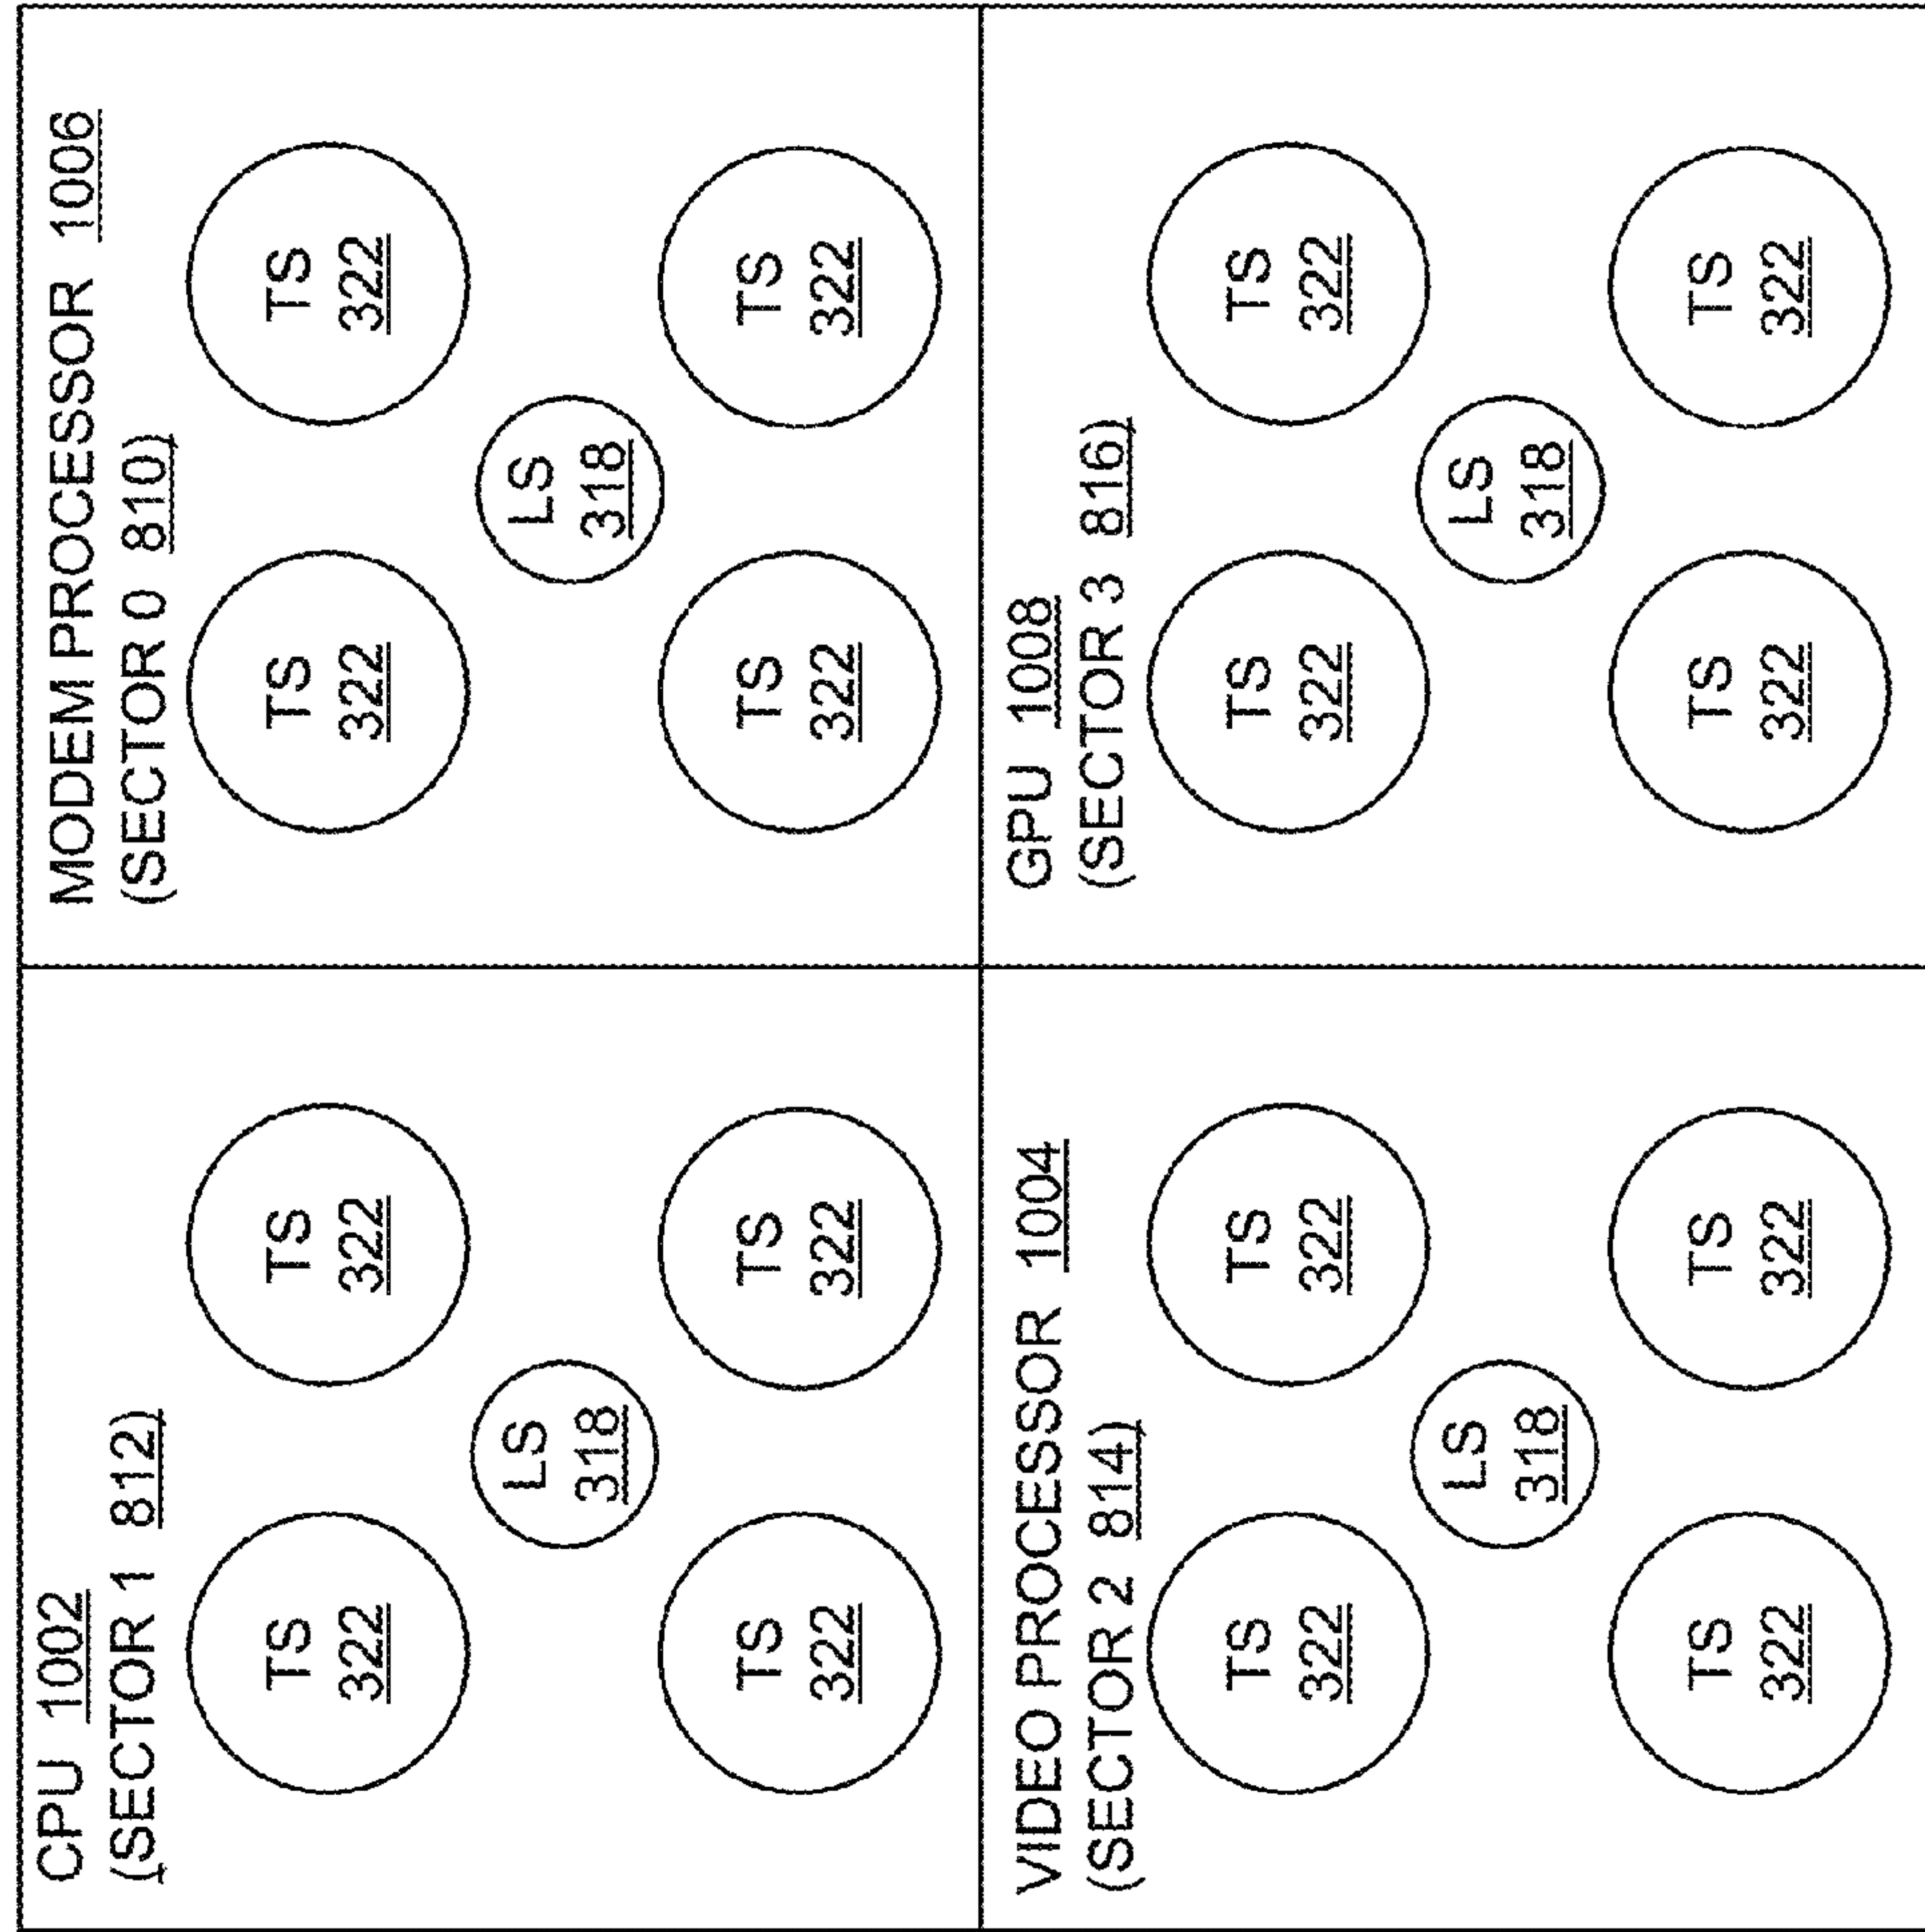 CPU 1002
(SECTOR 1 812)
TS
322
TS
322
LS
318
TS
322
TS
322
MODEM PROCESSOR 1006
(SECTOR 0 810)
TS
322
TS
322
LS
318
TS
322
TS
322
VIDEO PROCESSOR 1004
(SECTOR 2 814)
TS
322
TS
322
LS
318
TS
322
TS
322
GPU 1008
(SECTOR 3 816)
TS
322
TS
322
LS
318
TS
322
TS
322